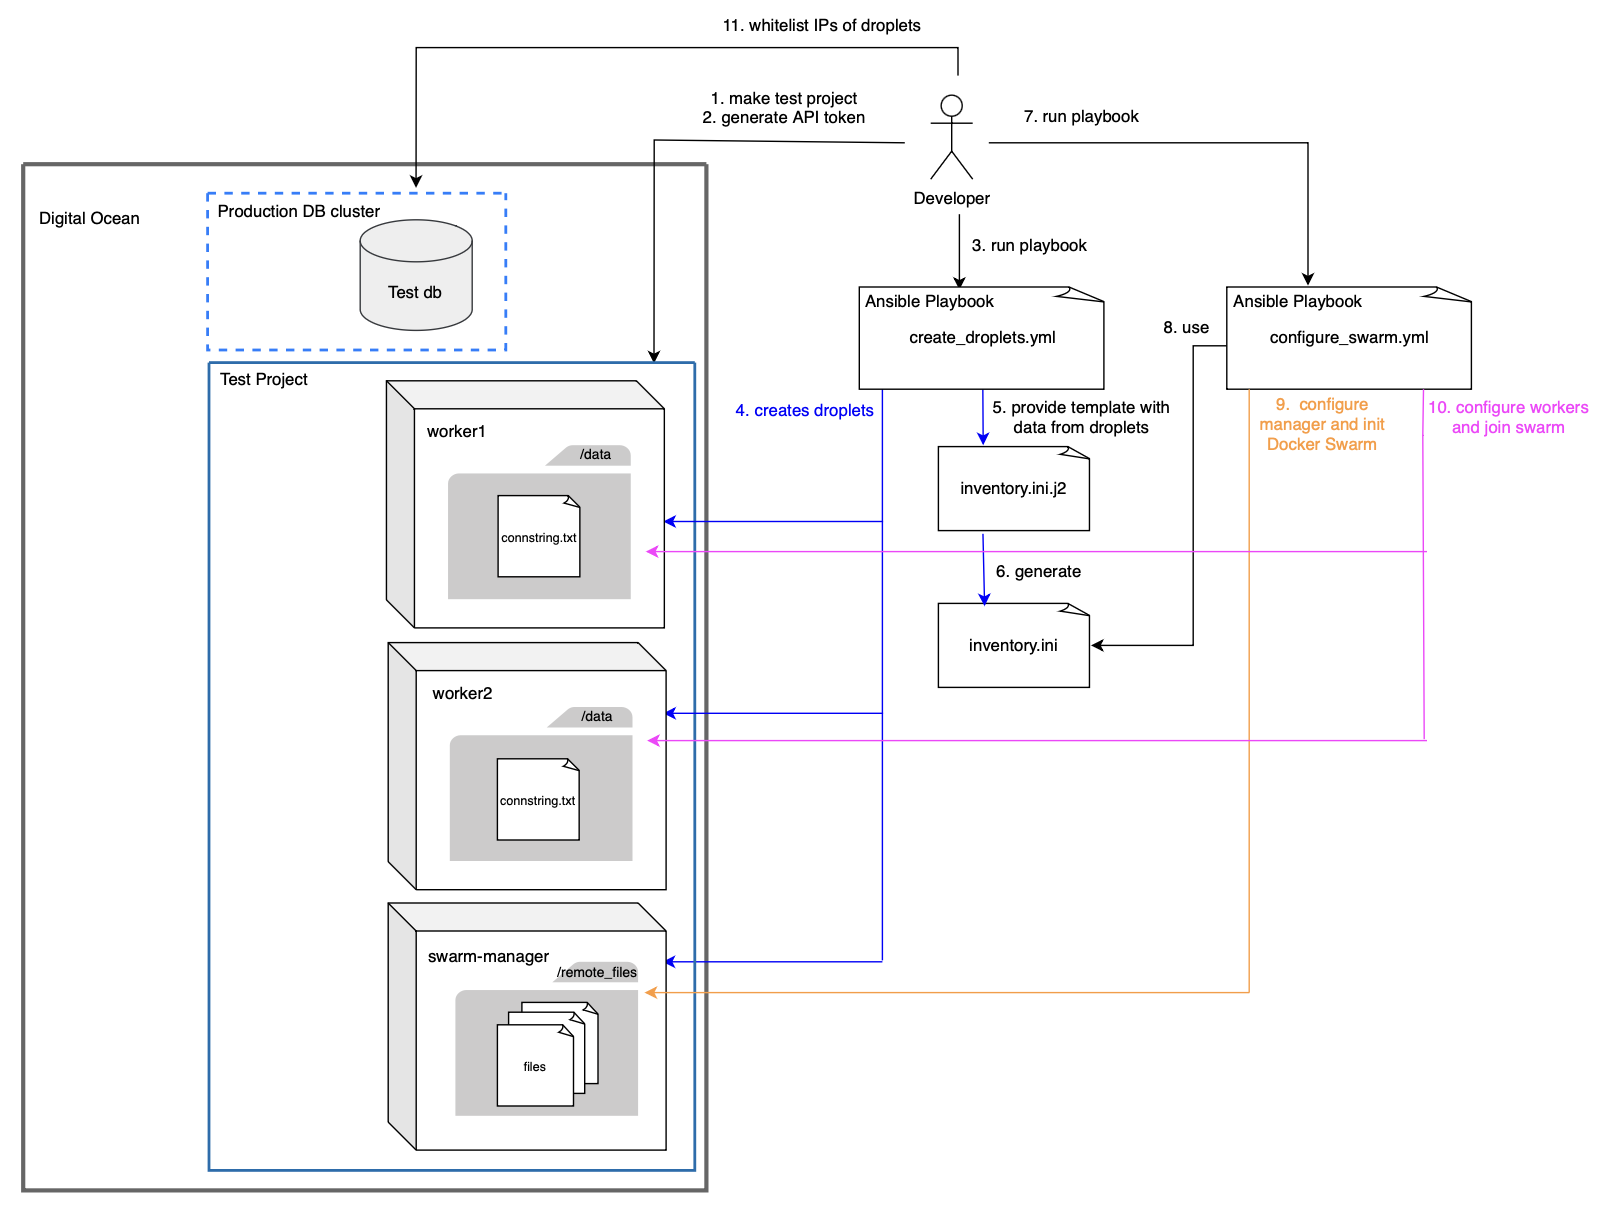 11. whitelist IPs of droplets
1. make test project
2. generate API token
7. run playbook
Developer
3. run playbook
Digital Ocean
Production DB cluster
Test db
Ansible Playbook
create_droplets.yml
Ansible Playbook
configure_swarm.yml
8. use
4. creates droplets
5. provide template with
data from droplets
9.  configure
manager and init
Docker Swarm
10. configure workers
and join swarm
inventory.ini.j2
6. generate
inventory.ini
Test Project
worker1
/data
connstring.txt
worker2
/data
connstring.txt
swarm-manager
/remote_files
files